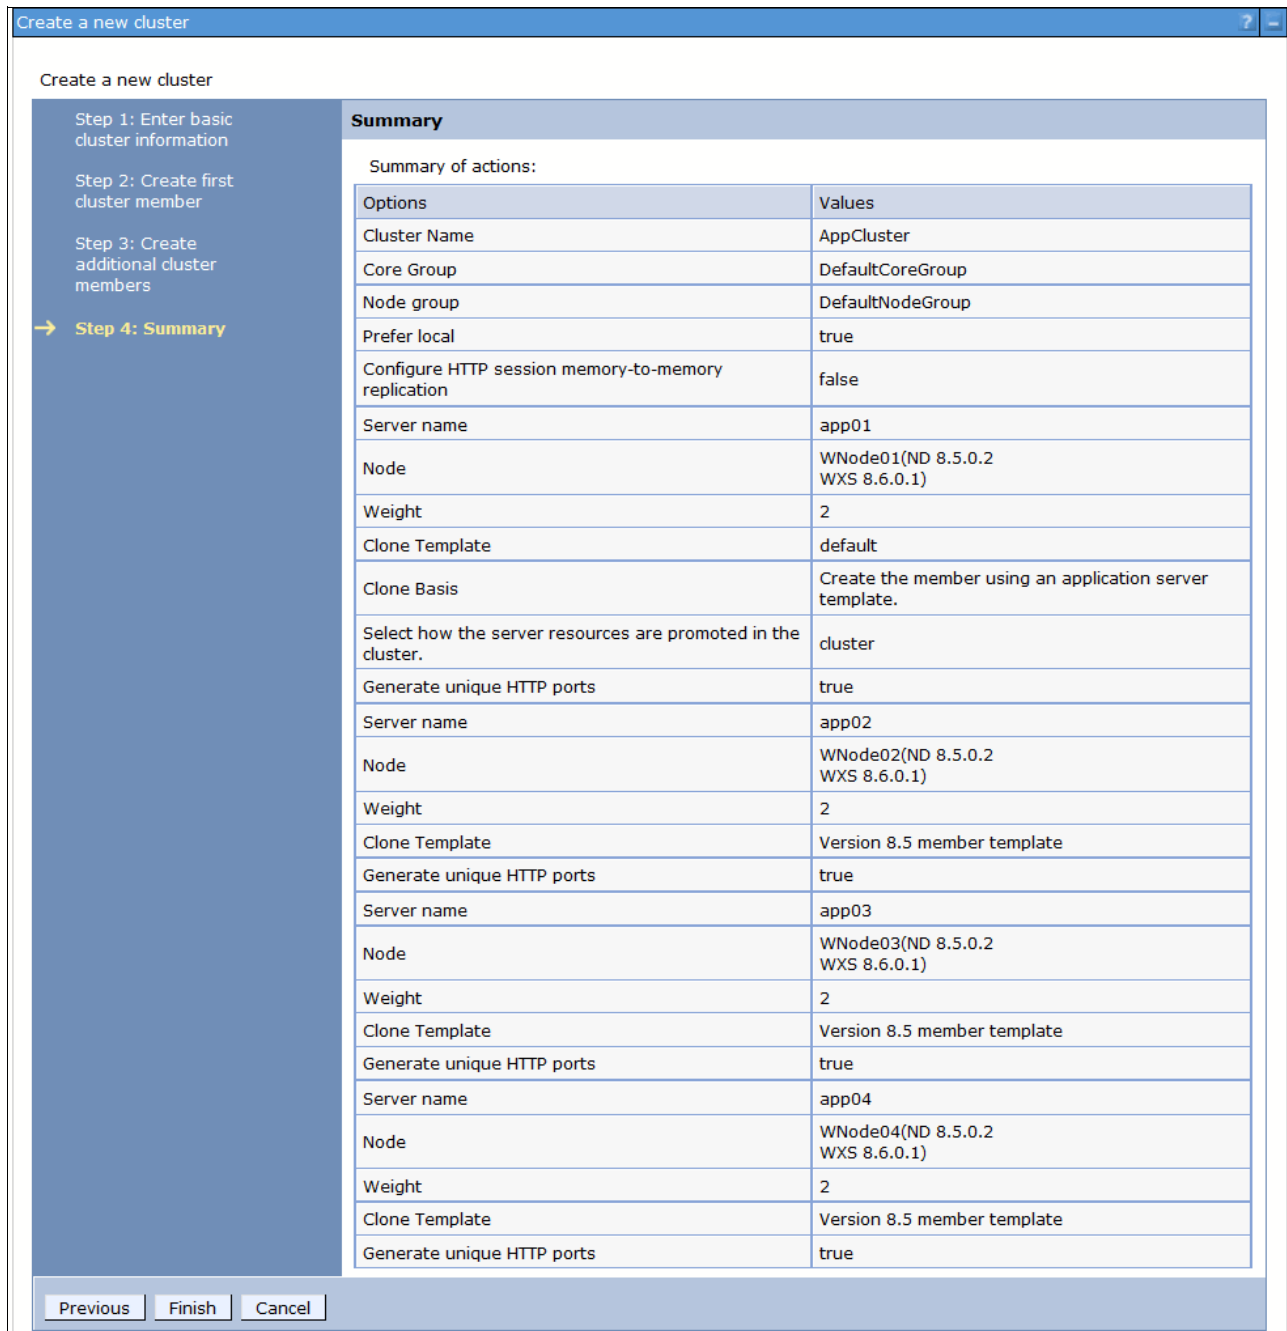 Create a new cluster
?
Create a new cluster
Step 1: Enter basic
cluster information
Step 2: Create first
cluster member
Step 3: Create
additional cluster
members
Step 4: Summary
Summary
Summary of actions:
Options Values
Cluster Name AppCluster
Core Group DefaultCoreGroup
Node group DefaultNodeGroup
Prefer local true
Configure HTTP session memory-to-memory
replication
false
Server name app01
Node
WNode01(ND 8.5.0.2
WXS 8.6.0.1)
Weight 2
Clone Template default
Clone Basis
Create the member using an application server
template.
Select how the server resources are promoted in the
cluster.
cluster
Generate unique HTTP ports true
Server name app02
Node
WNode02(ND 8.5.0.2
WXS 8.6.0.1)
Weight 2
Clone Template Version 8.5 member template
Generate unique HTTP ports true
Server name app03
Node
WNode03(ND 8.5.0.2
WXS 8.6.0.1)
Weight 2
Clone Template Version 8.5 member template
Generate unique HTTP ports true
Server name app04
Node
WNode04(ND 8.5.0.2
WXS 8.6.0.1)
Weight 2
Clone Template Version 8.5 member template
Generate unique HTTP ports true
Previous Finish Cancel